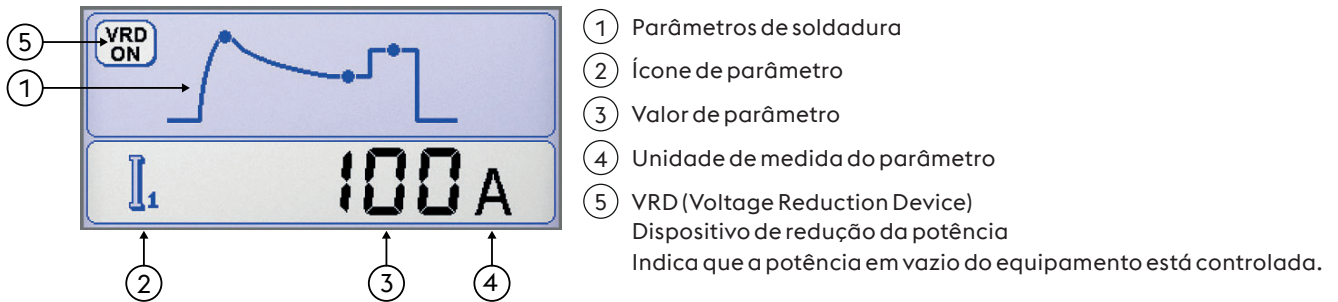 5
VRD
ON
1
I1
100 A
2
3
4
1 Parâmetros de soldadura
2 Ícone de parâmetro
3 Valor de parâmetro
4 Unidade de medida do parâmetro
5 VRD (Voltage Reduction Device)
Dispositivo de redução da potência
Indica que a potência em vazio do equipamento está controlada.